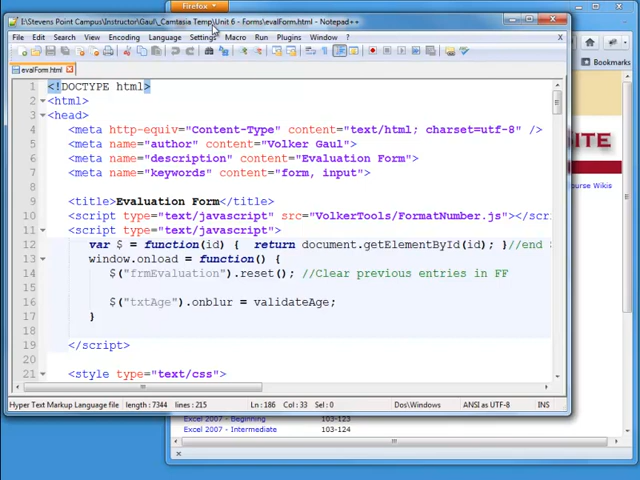 Firefox
I:\Stevens Point Campus\Instructor\Gaul\_Camtasia Temp\Unit 6 - Forms\evalForm.html - Notepad++
File Edit Search View Encoding Language Settings Macro Run Plugins Window ? X
evalForm.html
Bookmarks
1 <!DOCTYPE html>
2 <html>
3 <head>
4 <meta http-equiv="Content-Type" content="text/html; charset=utf-8" />
5 <meta name="author" content="Volker Gaul">
6 <meta name="description" content="Evaluation Form">
7 <meta name="keywords" content="form, input">
8
9 <title>Evaluation Form</title>
10 <script type="text/javascript" src="VolkerTools/FormatNumber.js"></scri
11 <script type="text/javascript">
12 var $ = function(id) { return document.getElementById(id); }//end $
13 window.onload = function() {
14 $("frmEvaluation").reset(); //Clear previous entries in FF
15
16 $("txtAge").onblur = validateAge;
17 }
18
19 </script>
20
21 <style type="text/css">
SITE
ourse Wikis
Hyper Text Markup Language file length : 7344 lines : 215 Ln : 186 Col : 33 Sel : 0 Dos\Windows ANSI as UTF-8 INS
Excel 2007 - Beginning 103-123
Excel 2007 - Intermediate 103-124